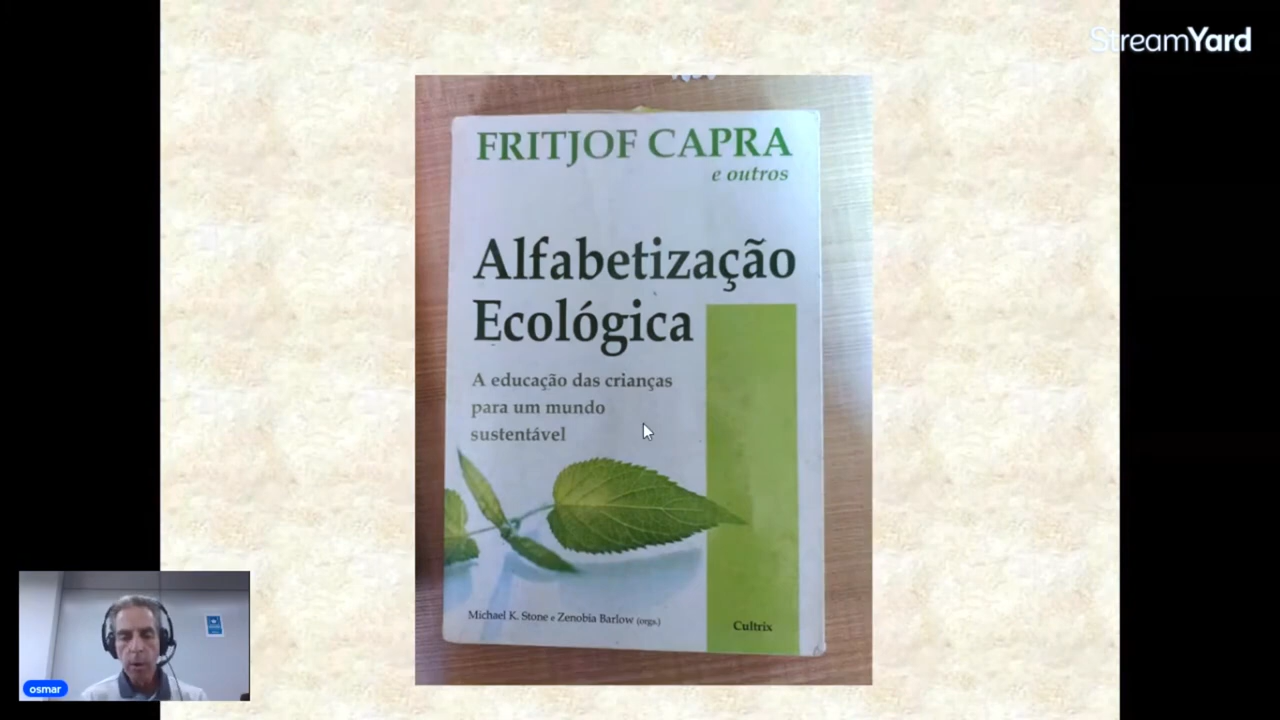 StreamYard
FRITJOF CAPRA
e outros
Alfabetização
Ecológica
A educação das crianças
para um mundo
sustentável
Michael K. Stone e Zenobia Barlow (orgs.)
Cultrix
osmar